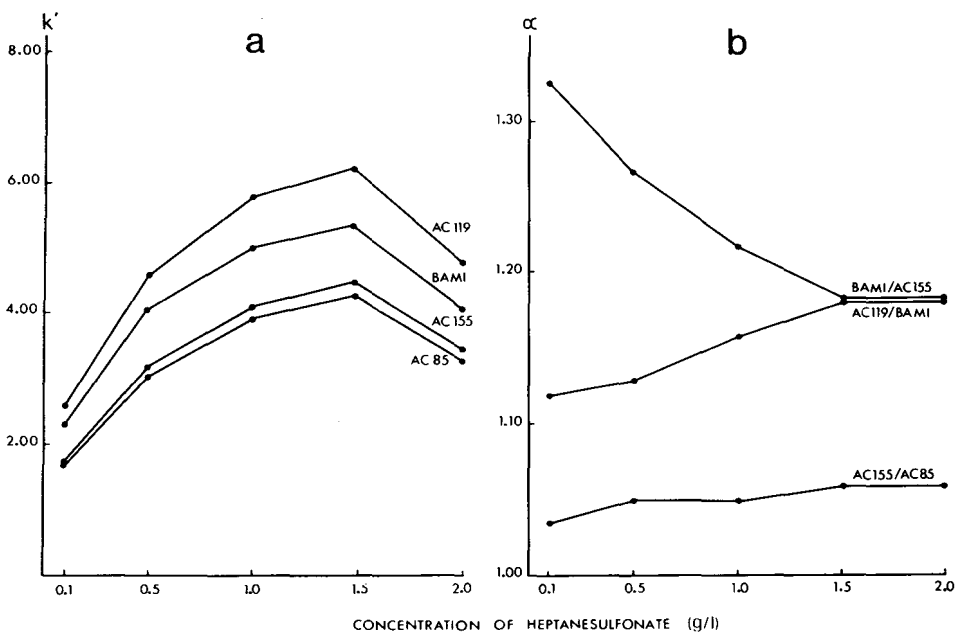 k'
a
8.00
6.00
4.00
2.00
AC 119
BAMI
AC 155
AC 85
0.1 0.5 1.0 1.5 2.0
α
b
1.30
1.20
1.10
1.00
BAMI/AC155
AC119/BAMI
AC155/AC85
0.1 0.5 1.0 1.5 2.0
CONCENTRATION OF HEPTANESULFONATE (g/l)